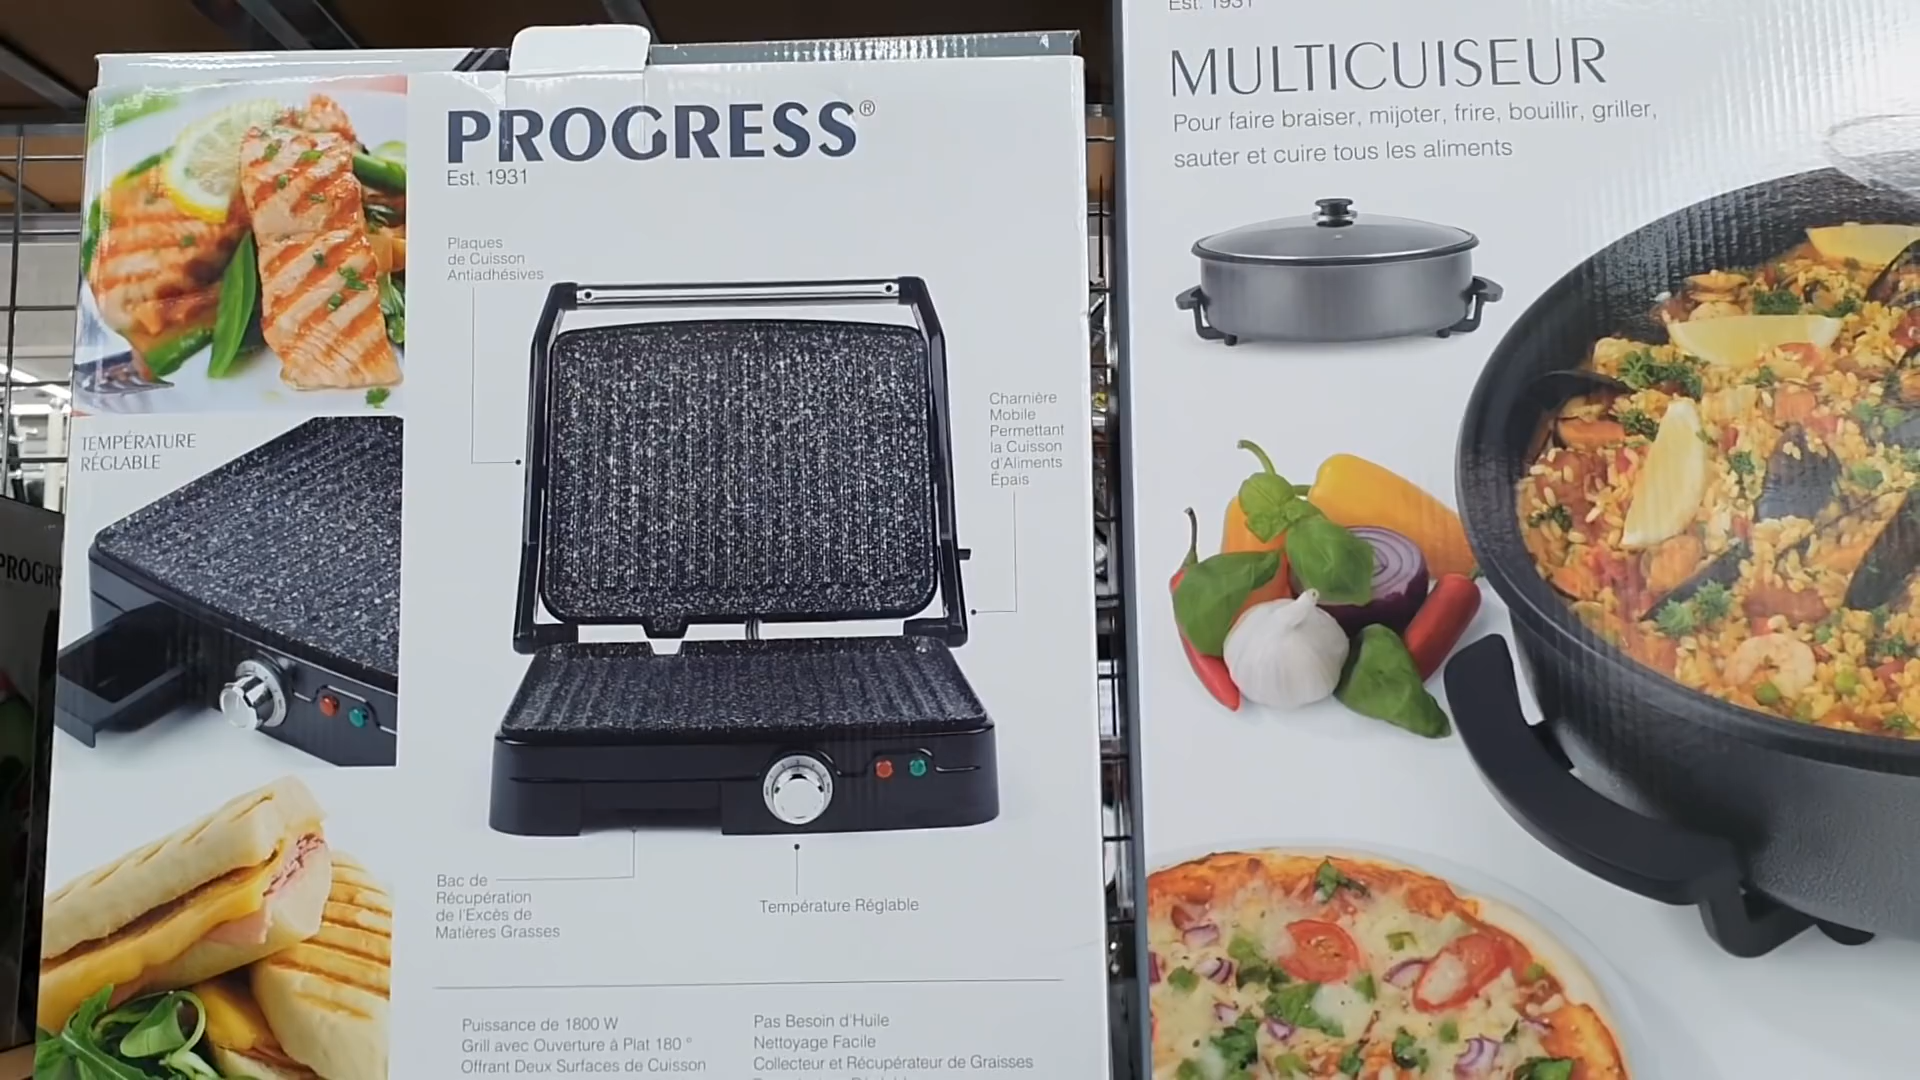 PROGRESS®
Est. 1931
Plaques
de Cuisson
Antiadhésives
Charnière
Mobile
Permettant
la Cuisson
d'Aliments
Épais
TEMPÉRATURE
RÉGLABLE
Bac de
Récupération
de l'Excès de
Matières Grasses
Température Réglable
Puissance de 1800 W
Grill avec Ouverture à Plat 180 °
Offrant Deux Surfaces de Cuisson
Pas Besoin d'Huile
Nettoyage Facile
Collecteur et Récupérateur de Graisses
Est. 1931
MULTICUISEUR
Pour faire braiser, mijoter, frire, bouillir, griller,
sauter et cuire tous les aliments